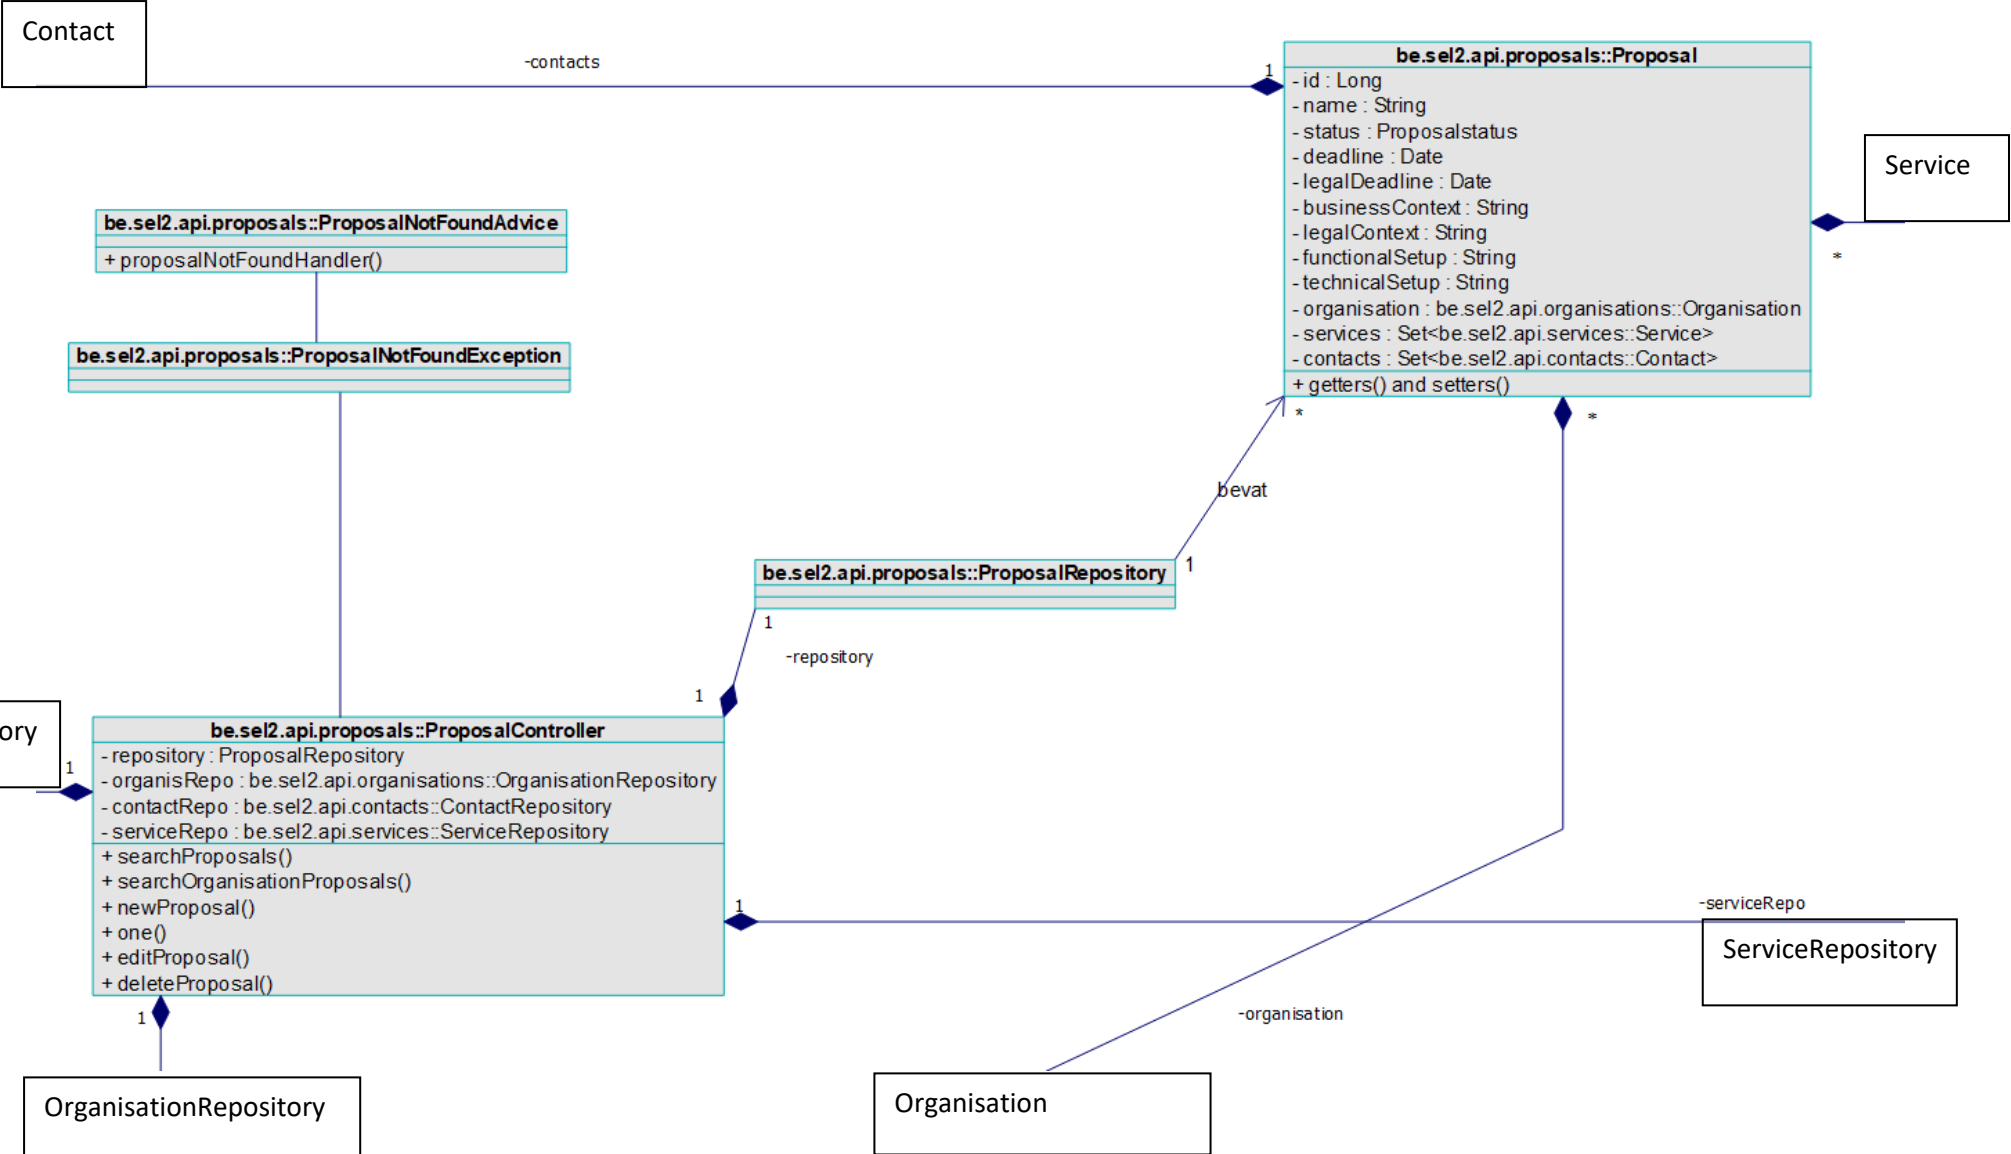 Contact
-contacts
1
be.sel2.api.proposals::Proposal
- id : Long
- name : String
- status : Proposalstatus
- deadline : Date
- legalDeadline : Date
- businessContext : String
- legalContext : String
- functionalSetup : String
- technicalSetup : String
- organisation : be.sel2.api.organisations::Organisation
- services : Set<be.sel2.api.services::Service>
- contacts : Set<be.sel2.api.contacts::Contact>
+ getters() and setters()
Service
*
be.sel2.api.proposals::ProposalNotFoundAdvice
+ proposalNotFoundHandler()
be.sel2.api.proposals::ProposalNotFoundException
*
*
bevat
1
be.sel2.api.proposals::ProposalRepository
1
-repository
1
ory
1
be.sel2.api.proposals::ProposalController
- repository : ProposalRepository
- organisRepo : be.sel2.api.organisations::OrganisationRepository
- contactRepo : be.sel2.api.contacts::ContactRepository
- serviceRepo : be.sel2.api.services::ServiceRepository
+ searchProposals()
+ searchOrganisationProposals()
+ newProposal()
+ one()
+ editProposal()
+ deleteProposal()
1
-serviceRepo
ServiceRepository
1
-organisation
OrganisationRepository
Organisation